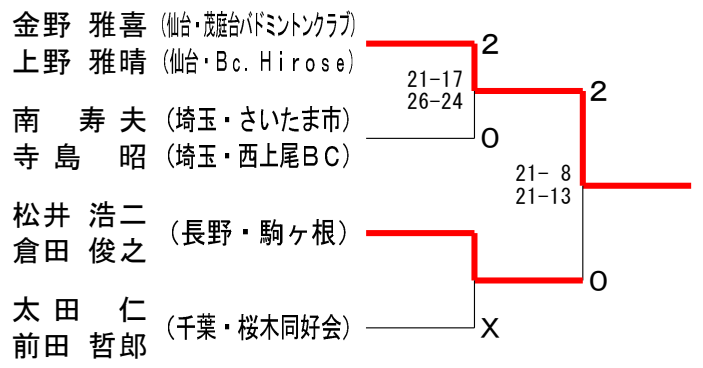 金野 雅喜 (仙台・茂庭台バドミントンクラブ)
上野 雅晴 (仙台・Bc.Hirose)
2
21-17
26-24
2
南 寿夫 (埼玉・さいたま市)
寺島 昭 (埼玉・西上尾BC)
0
21- 8
21-13
松井 浩二
倉田 俊之
(長野・駒ヶ根)
0
太田 仁
前田 哲郎
(千葉・桜木同好会)
X